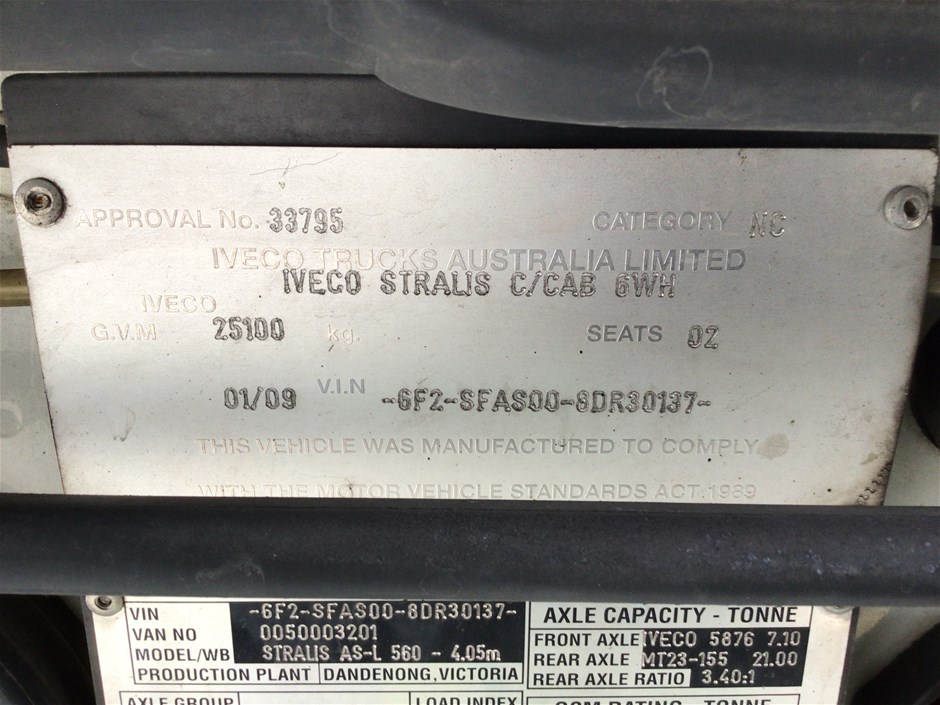 APPROVAL No. 33795 CATEGORY NC
IVECO TRUCKS AUSTRALIA LIMITED
IVECO STRALIS C/CAB 6WH
IVECO
G.V.M 25100 kg. SEATS 02
01/09 V.I.N -6F2-SFAS00-8DR30137-
THIS VEHICLE WAS MANUFACTURED TO COMPLY
WITH THE MOTOR VEHICLE STANDARDS ACT.1989
VIN -6F2-SFAS00-8DR30137-
VAN NO 0050003201
MODEL/WB STRALIS AS-L 560 - 4.05m
PRODUCTION PLANT DANDENONG,VICTORIA
AXLE CAPACITY - TONNE
FRONT AXLE IVECO 5876 7.10
REAR AXLE MT23-155 21.00
REAR AXLE RATIO 3.40:1
AXLE GROUP LOAD INDEX
GCM RATING - TONNE